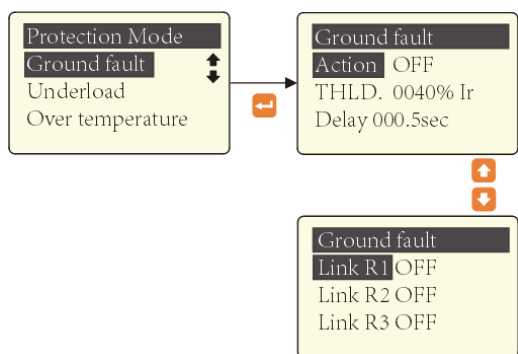 Protection Mode
Ground fault
Underload
Over temperature
Ground fault
Action OFF
THLD. 0040% Ir
Delay 000.5sec
Ground fault
Link R1 OFF
Link R2 OFF
Link R3 OFF